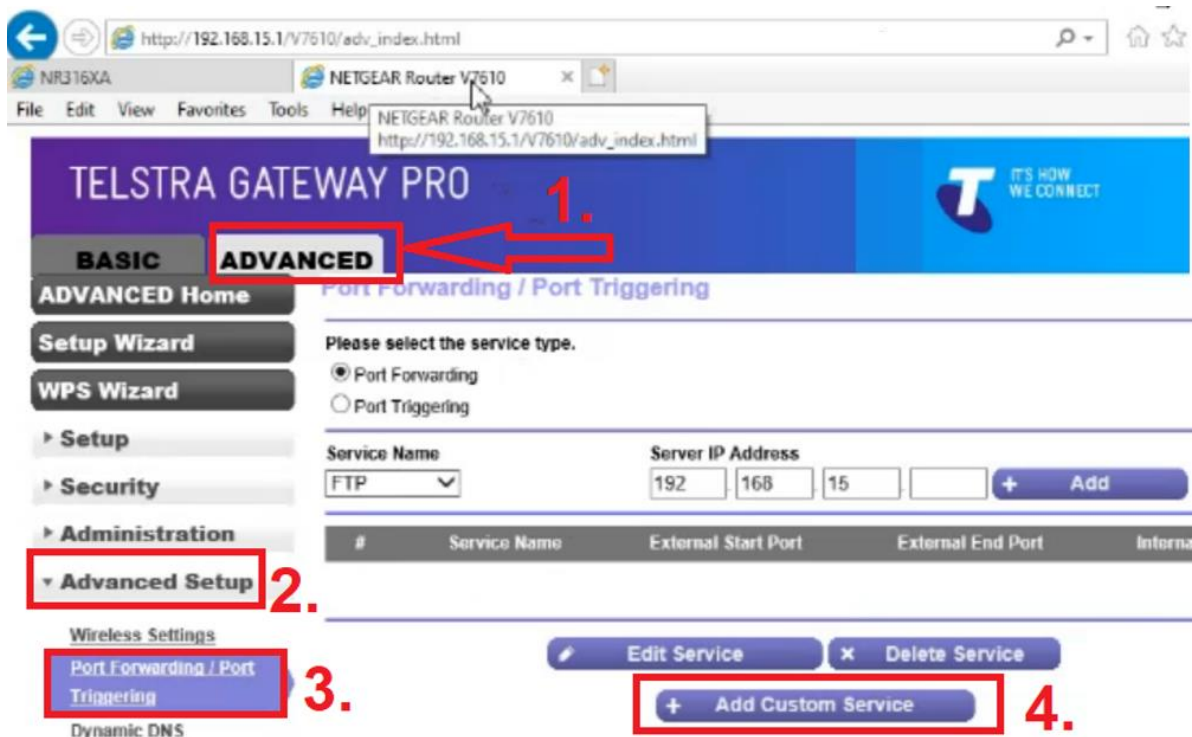 http://192.168.15.1/V7610/adv_index.html
NR316XA
NETGEAR Router V7610
File Edit View Favorites Tools Help
NETGEAR Router V7610
http://192.168.15.1/V7610/adv_index.html
TELSTRA GATEWAY PRO
1.
T
IT'S HOW
WE CONNECT
BASIC
ADVANCED
ADVANCED Home
Setup Wizard
WPS Wizard
Setup
Security
Administration
Advanced Setup
2.
Wireless Settings
Port Forwarding / Port
Triggering
3.
Dynamic DNS
Port Forwarding / Port Triggering
Please select the service type.
Port Forwarding
Port Triggering
Service Name
FTP
Server IP Address
192 . 168 . 15 .
+ Add
# Service Name External Start Port External End Port
Edit Service
× Delete Service
+ Add Custom Service
4.